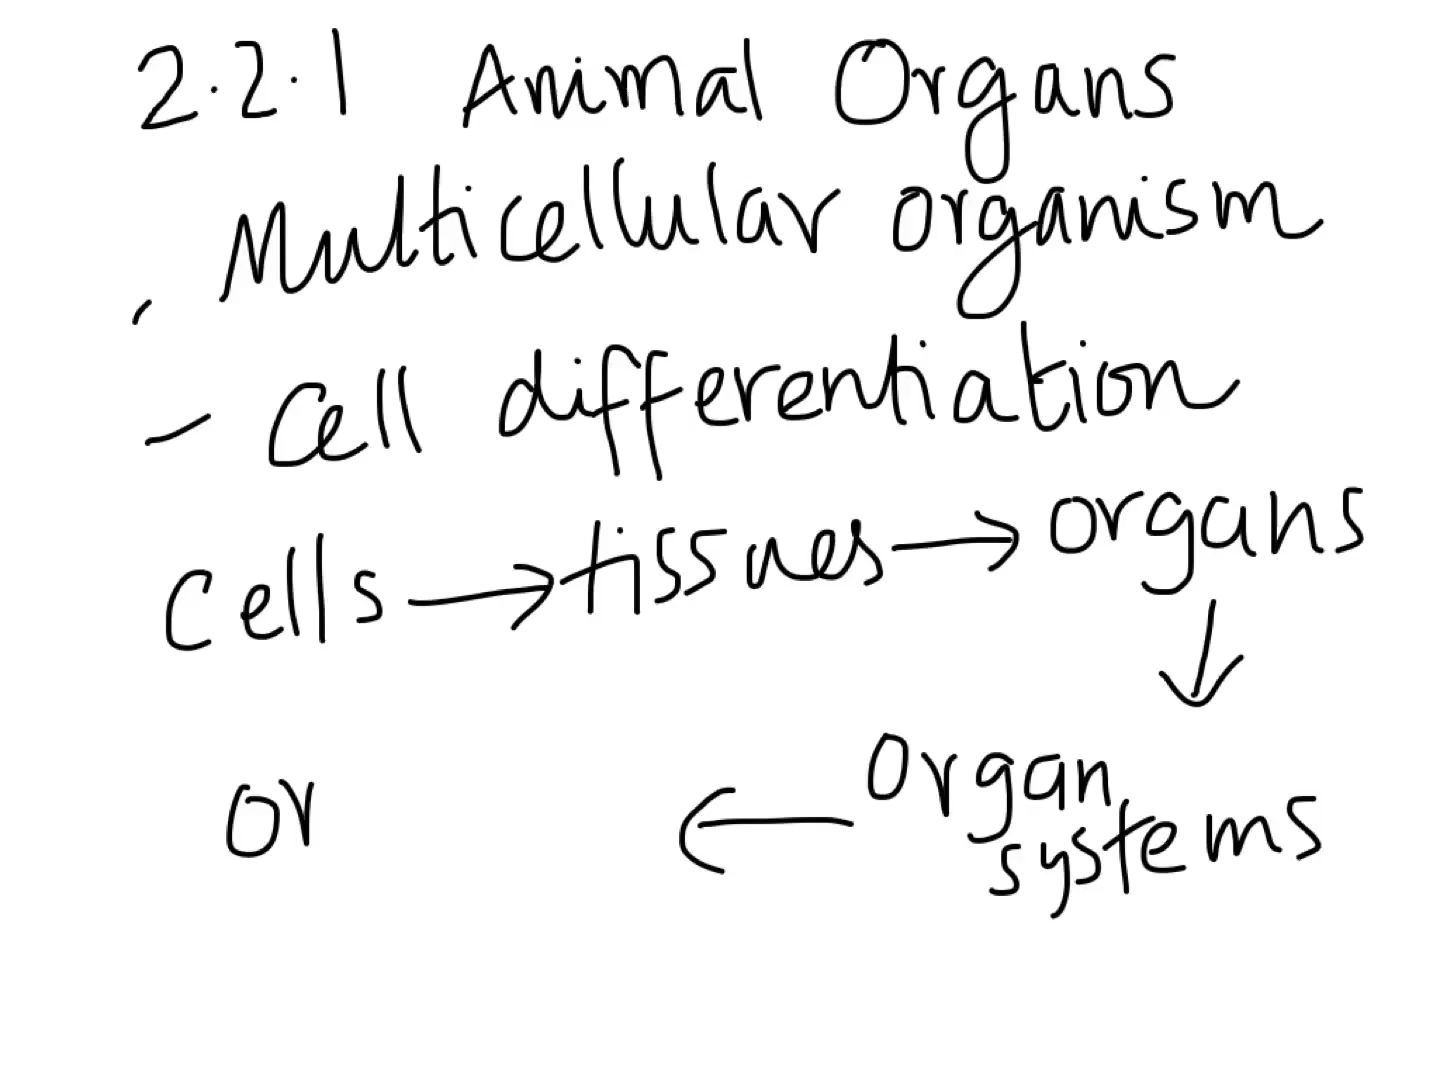 2.2.1 Animal Organs
Multicellular organism
- Cell differentiation
Cells → tissues → organs
↓
or ← Organ
systems